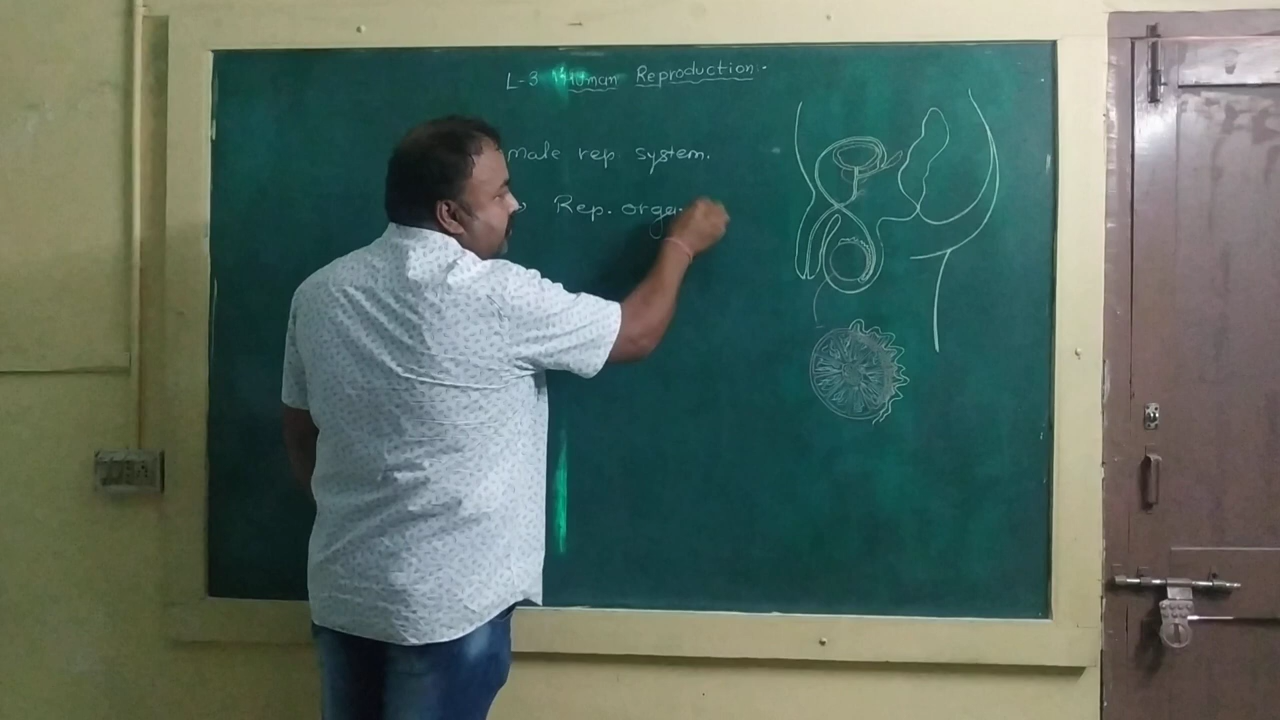 L-3 Human Reproduction.
male rep system.
Rep. orga